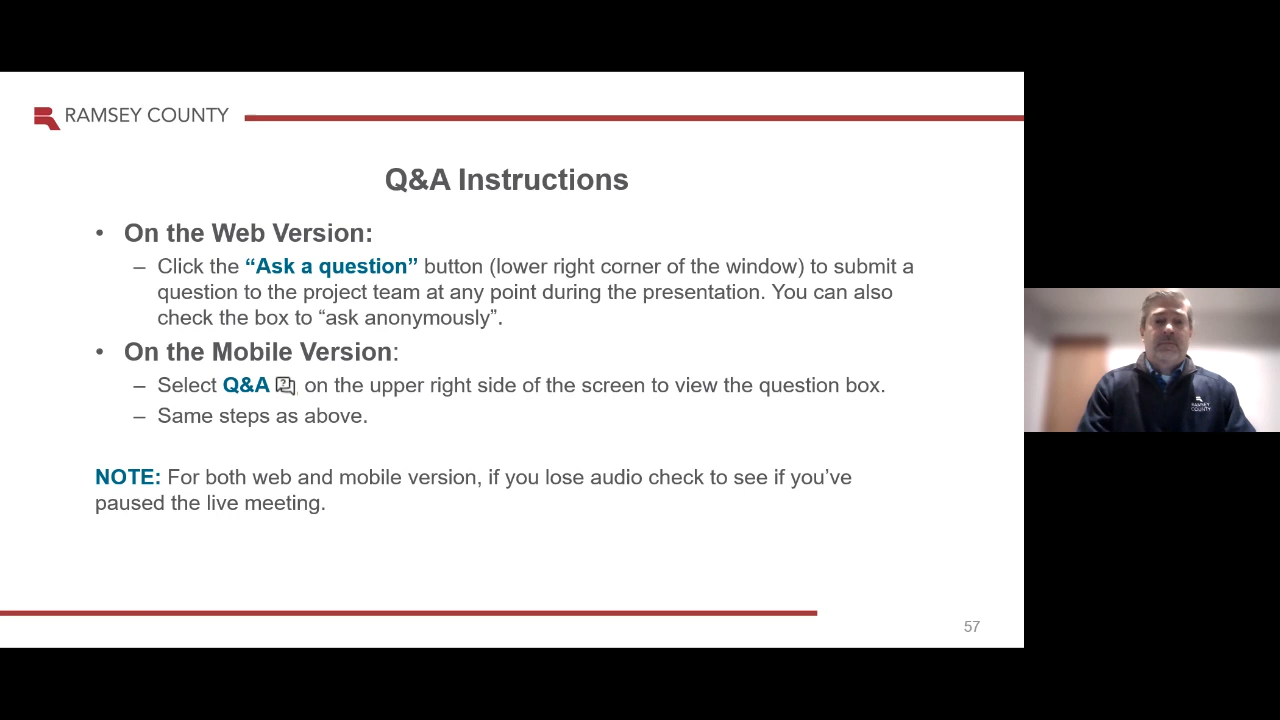 RAMSEY COUNTY
Q&A Instructions
• On the Web Version:
– Click the “Ask a question” button (lower right corner of the window) to submit a
question to the project team at any point during the presentation. You can also
check the box to “ask anonymously”.
• On the Mobile Version:
– Select Q&A on the upper right side of the screen to view the question box.
– Same steps as above.
NOTE: For both web and mobile version, if you lose audio check to see if you’ve
paused the live meeting.
57
RAMSEY
COUNTY